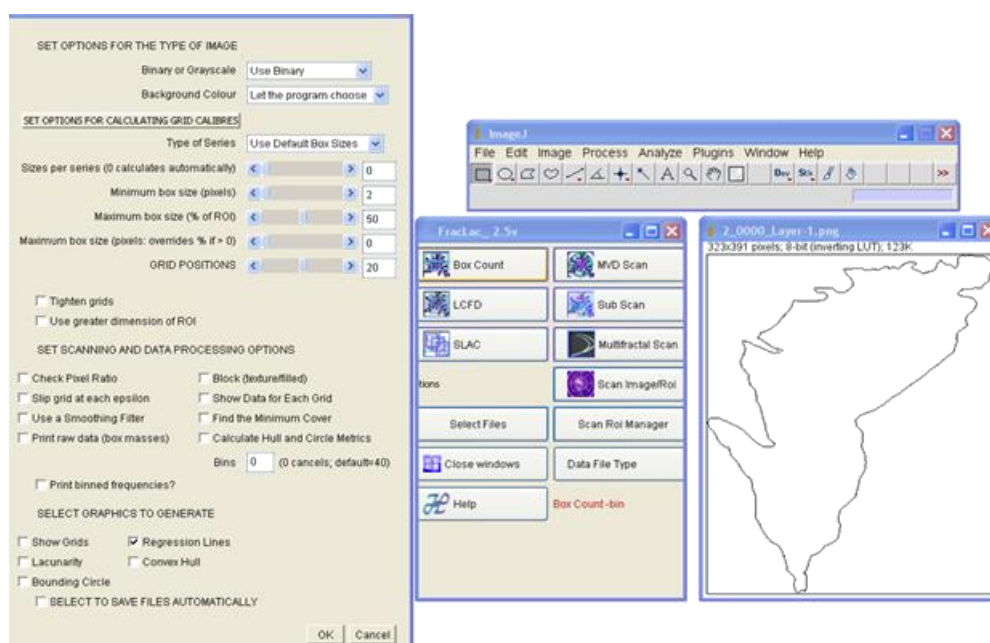 SET OPTIONS FOR THE TYPE OF IMAGE
Binary or Grayscale Use Binary
Background Colour Let the program choose
SET OPTIONS FOR CALCULATING GRID CALIBRES
Type of Series Use Default Box Sizes
Sizes per series (0 calculates automatically) 0
Minimum box size (pixels) 2
Maximum box size (% of ROI) 50
Maximum box size (pixels: overrides % if > 0) 0
GRID POSITIONS 20
Tighten grids
Use greater dimension of ROI
SET SCANNING AND DATA PROCESSING OPTIONS
Check Pixel Ratio Block (texture/filled)
Slip grid at each epsilon Show Data for Each Grid
Use a Smoothing Filter Find the Minimum Cover
Print raw data (box masses) Calculate Hull and Circle Metrics
Bins 0 (0 cancels; default=40)
Print binned frequencies?
SELECT GRAPHICS TO GENERATE
Show Grids Regression Lines
Lacunarity Convex Hull
Bounding Circle
SELECT TO SAVE FILES AUTOMATICALLY
OK Cancel
ImageJ
File Edit Image Process Analyze Plugins Window Help
A Dev Stk >>
FracLac_ 2.5v
Box Count MVD Scan
LCFD Sub Scan
SLAC Multifractal Scan
tions Scan Image/Roi
Select Files Scan Roi Manager
Close windows Data File Type
Help Box Count-bin
2_0000_Layer-1.png
323x391 pixels; 8-bit (inverting LUT); 123K